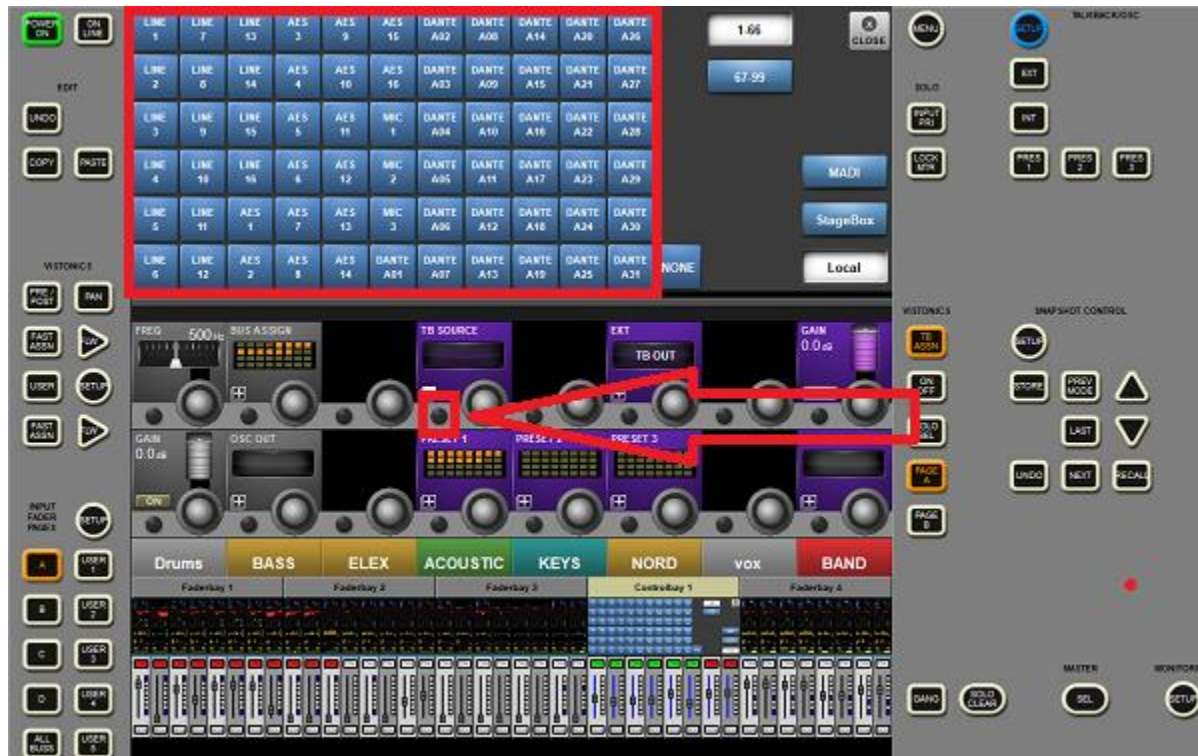 POWER ON
ON LINE
EDIT
UNDO
COPY
PASTE
VISTONICS
PRE / POST
PAN
FAST ASSN
USER
SETUP
FAST ASSN
INPUT FADER PAGES
SETUP
A
USER 1
B
USER 2
C
USER 3
D
USER 4
ALL BUSS
USER 5
LINE 1 LINE 7 LINE 13 AES 3 AES 9 AES 15 DANTE A02 DANTE A08 DANTE A14 DANTE A20 DANTE A26
LINE 2 LINE 8 LINE 14 AES 4 AES 10 AES 16 DANTE A03 DANTE A09 DANTE A15 DANTE A21 DANTE A27
LINE 3 LINE 9 LINE 15 AES 5 AES 11 MIC 1 DANTE A04 DANTE A10 DANTE A16 DANTE A22 DANTE A28
LINE 4 LINE 10 LINE 16 AES 6 AES 12 MIC 2 DANTE A05 DANTE A11 DANTE A17 DANTE A23 DANTE A29
LINE 5 LINE 11 AES 1 AES 7 AES 13 MIC 3 DANTE A06 DANTE A12 DANTE A18 DANTE A24 DANTE A30
LINE 6 LINE 12 AES 2 AES 8 AES 14 DANTE A01 DANTE A07 DANTE A13 DANTE A19 DANTE A25 DANTE A31
NONE
1-66
67-99
X CLOSE
MADI
StageBox
Local
FREQ 500Hz
BUS ASSIGN
TB SOURCE
EXT
TB OUT
GAIN
0.0dB
GAIN
0.0dB
ON
OSC OUT
PRESET 1
PRESET 2
PRESET 3
Drums BASS ELEX ACOUSTIC KEYS NORD vox BAND
Faderbay 1 Faderbay 2 Faderbay 3 Controlbay 1 Faderbay 4
MENU
TALKBACK/OSC
SETUP
EXT
SOLO
INPUT PRI
INT
LOCK MTR
PRES 1
PRES 2
PRES 3
VISTONICS
SNAPSHOT CONTROL
TB ASSN
SETUP
ON OFF
STORE
PREV MODE
SEL
LAST
PAGE A
UNDO
NEXT
RECALL
PAGE B
MASTER
MONITORS
GANG
SOLO CLEAR
SEL
SETUP